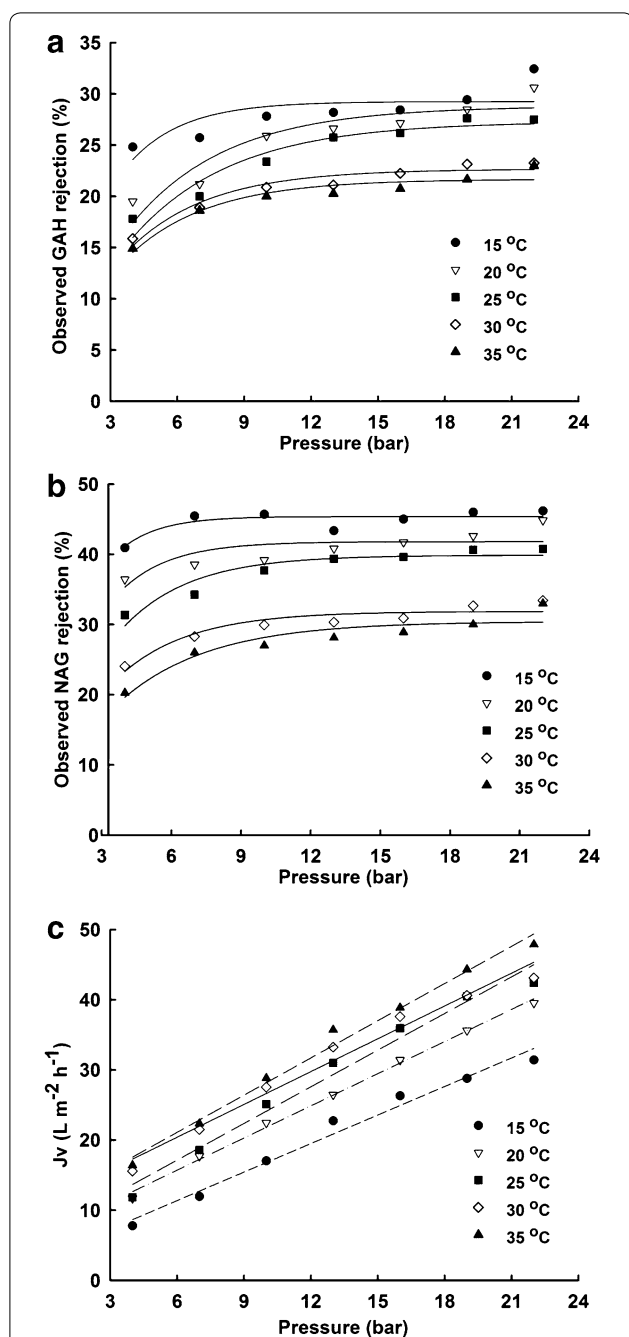 a
Observed GAH rejection (%)
35
30
25
20
15
10
5
0
15 °C
20 °C
25 °C
30 °C
35 °C
3 6 9 12 15 18 21 24
Pressure (bar)
b
Observed NAG rejection (%)
50
40
30
20
10
0
15 °C
20 °C
25 °C
30 °C
35 °C
3 6 9 12 15 18 21 24
Pressure (bar)
c
Jv (L m⁻² h⁻¹)
50
40
30
20
10
0
15 °C
20 °C
25 °C
30 °C
35 °C
3 6 9 12 15 18 21 24
Pressure (bar)